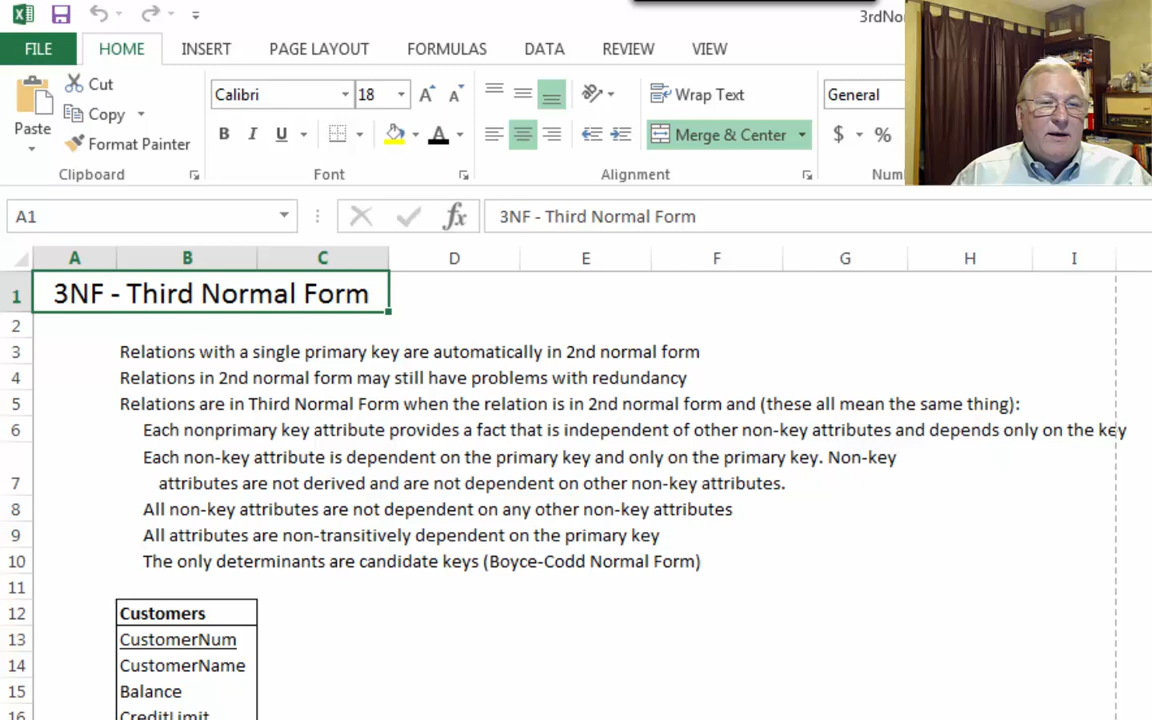 3rdNo
FILE HOME INSERT PAGE LAYOUT FORMULAS DATA REVIEW VIEW
Cut
Copy
Format Painter
Paste
Clipboard
Calibri 18
B I U A
Font
Wrap Text
Merge & Center
Alignment
General
$ %
Num
A1 fx 3NF - Third Normal Form
A B C D E F G H I
1 3NF - Third Normal Form
2
3 Relations with a single primary key are automatically in 2nd normal form
4 Relations in 2nd normal form may still have problems with redundancy
5 Relations are in Third Normal Form when the relation is in 2nd normal form and (these all mean the same thing):
6 Each nonprimary key attribute provides a fact that is independent of other non-key attributes and depends only on the key
Each non-key attribute is dependent on the primary key and only on the primary key. Non-key
7 attributes are not derived and are not dependent on other non-key attributes.
8 All non-key attributes are not dependent on any other non-key attributes
9 All attributes are non-transitively dependent on the primary key
10 The only determinants are candidate keys (Boyce-Codd Normal Form)
11
12 Customers
13 CustomerNum
14 CustomerName
15 Balance
16 CreditLimit